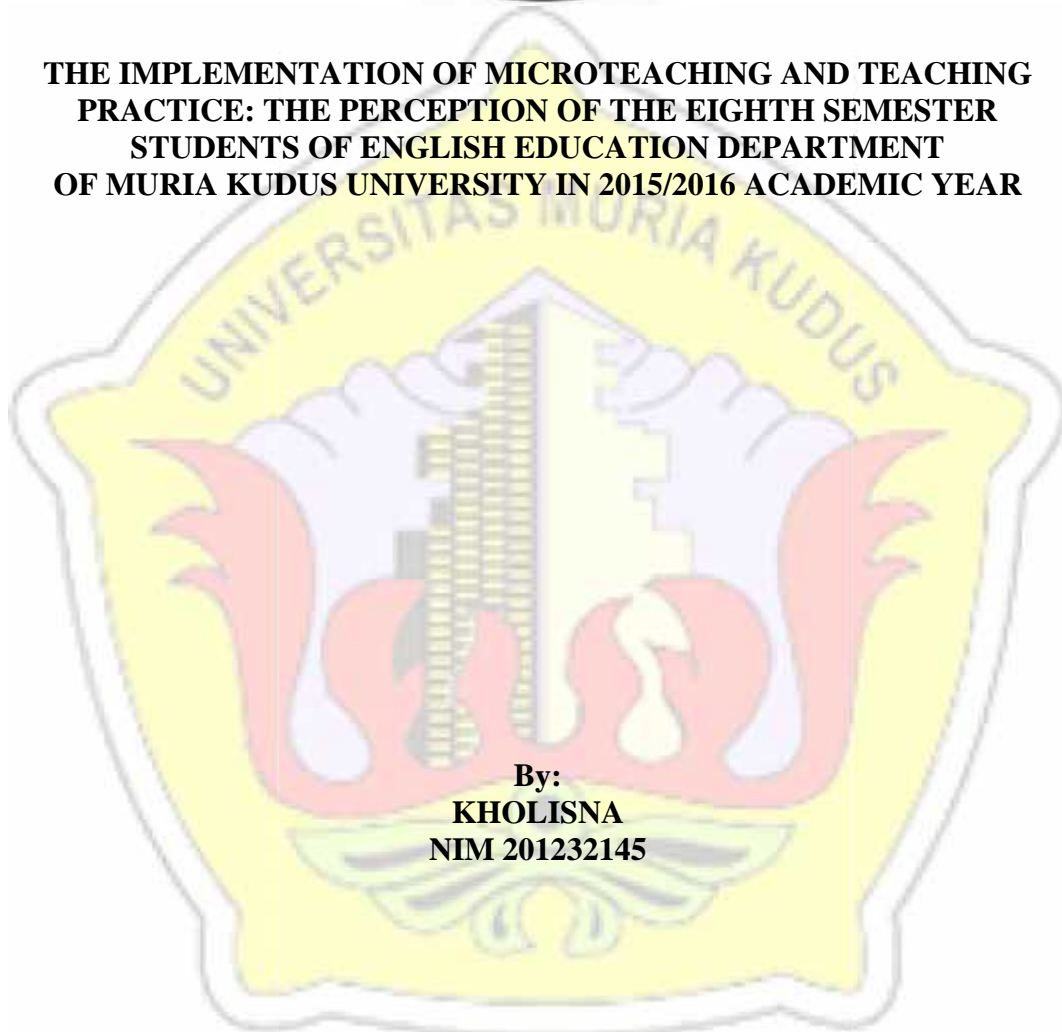 THE IMPLEMENTATION OF MICROTEACHING AND TEACHING
PRACTICE: THE PERCEPTION OF THE EIGHTH SEMESTER
STUDENTS OF ENGLISH EDUCATION DEPARTMENT
OF MURIA KUDUS UNIVERSITY IN 2015/2016 ACADEMIC YEAR
UNIVERSITAS MURIA KUDUS
By:
KHOLISNA
NIM 201232145